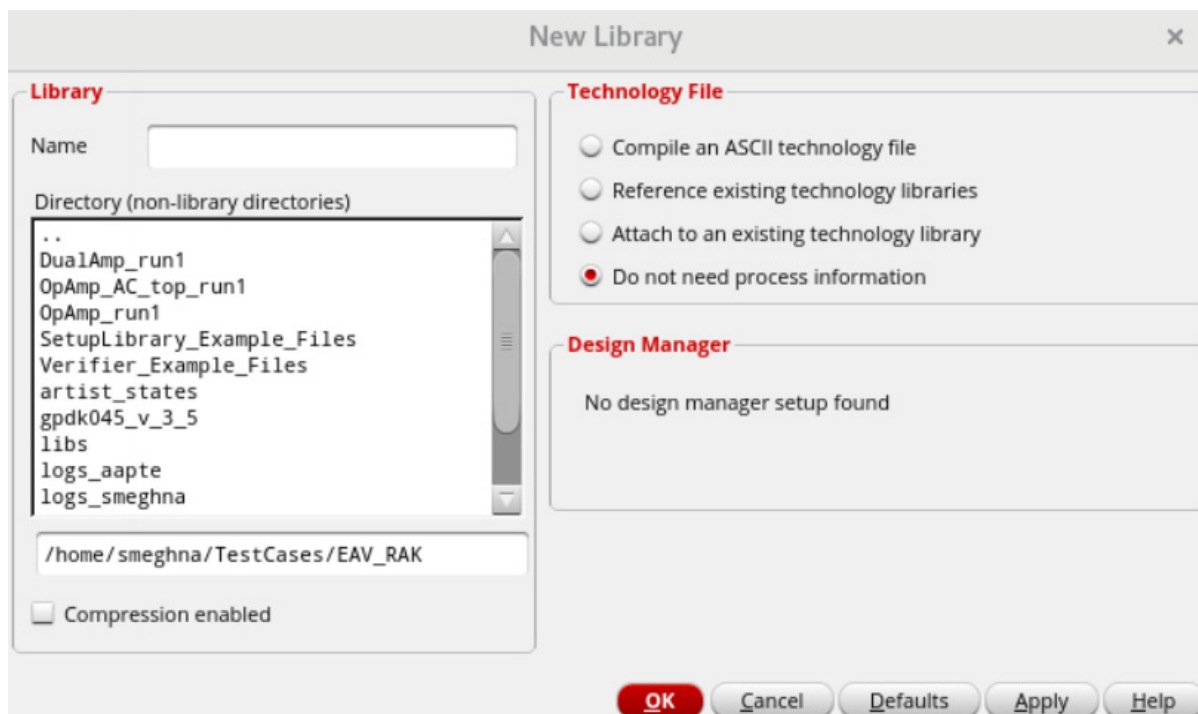 New Library
×
Library
Name
Directory (non-library directories)
..
DualAmp_run1
OpAmp_AC_top_run1
OpAmp_run1
SetupLibrary_Example_Files
Verifier_Example_Files
artist_states
gpdk045_v_3_5
libs
logs_aapte
logs_smeghna
/home/smeghna/TestCases/EAV_RAK
Compression enabled
Technology File
Compile an ASCII technology file
Reference existing technology libraries
Attach to an existing technology library
Do not need process information
Design Manager
No design manager setup found
OK Cancel Defaults Apply Help